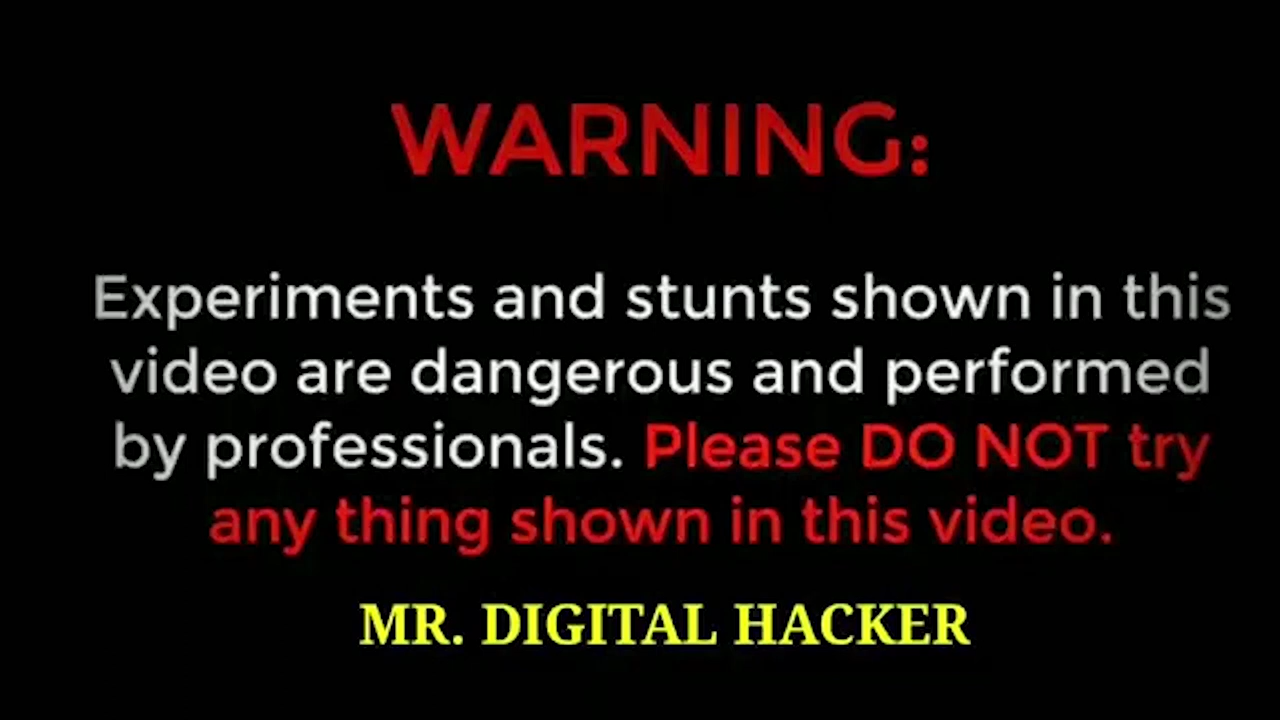 WARNING:
Experiments and stunts shown in this
video are dangerous and performed
by professionals. Please DO NOT try
any thing shown in this video.
MR. DIGITAL HACKER